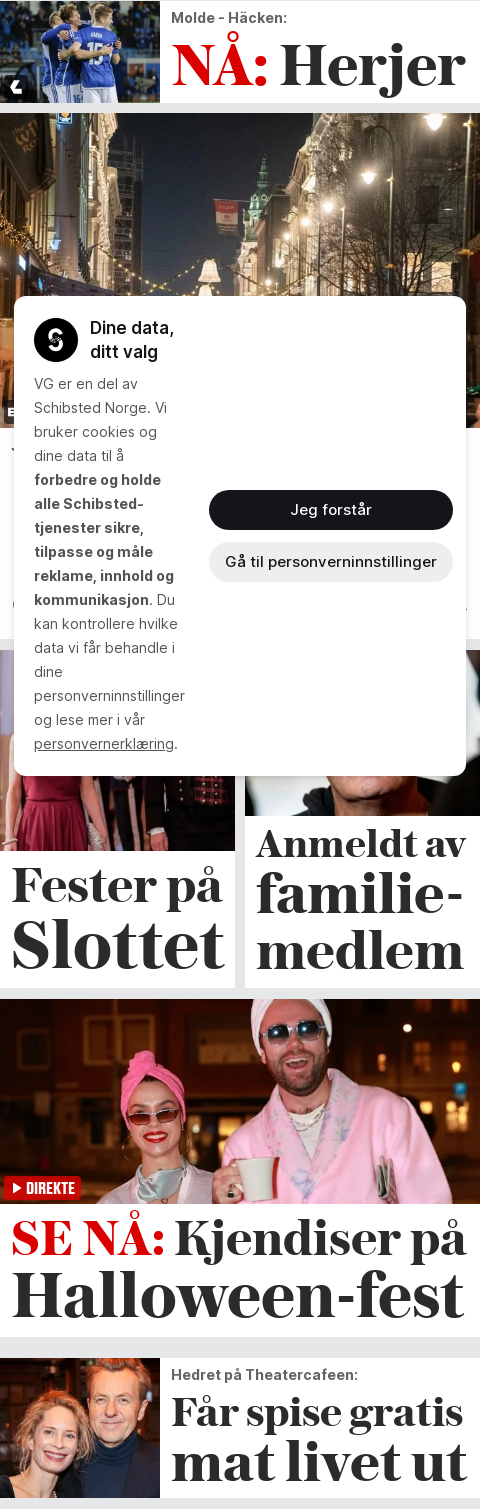 Molde - Häcken:
NÅ: Herjer
Dine data,
ditt valg
VG er en del av
Schibsted Norge. Vi
bruker cookies og
dine data til å
forbedre og holde
alle Schibsted-
tjenester sikre,
tilpasse og måle
reklame, innhold og
kommunikasjon. Du
kan kontrollere hvilke
data vi får behandle i
dine
personverninnstillinger
og lese mer i vår
personvernerklæring.
Jeg forstår
Gå til personverninnstillinger
Fester på
Slottet
Anmeldt av
familie-
medlem
DIREKTE
SE NÅ: Kjendiser på
Halloween-fest
Hedret på Theatercafeen:
Får spise gratis
mat livet ut